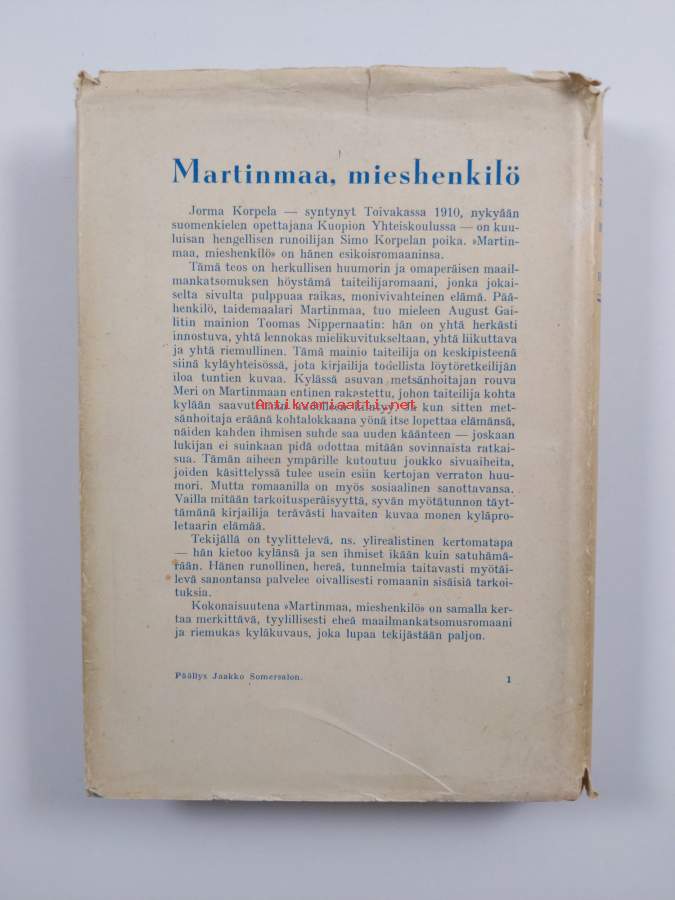 Martinmaa, mieshenkilö
Jorma Korpela — syntynyt Toivakassa 1910, nykyään
suomenkielen opettajana Kuopion Yhteiskoulussa — on kuu-
luisan hengellisen runoilijan Simo Korpelan poika. »Martin-
maa, mieshenkilö» on hänen esikoisromaaninsa.
Tämä teos on herkullisen huumorin ja omaperäisen maail-
mankatsomuksen höystämä taiteilijaromaani, jonka jokai-
selta sivulta pulppuaa raikas, monivivahteinen elämä. Pää-
henkilö, taidemaalari Martinmaa, tuo mieleen August Gai-
litin mainion Toomas Nippernaatin: hän on yhtä herkästi
innostuva, yhtä lennokas mielikuvitukseltaan, yhtä liikuttava
ja yhtä riemullinen. Tämä mainio taiteilija on keskipisteenä
siinä kyläyhteisössä, jota kirjailija todellista löytöretkeilijän
iloa tuntien kuvaa. Kylässä asuvan metsänhoitajan rouva
Meri on Martinmaan entinen rakastettu, johon taiteilija kohta
kylään saavuttuaan Ja kun sitten met-
Antikvariaatti.net
sänhoitaja eräänä kohtalokkaana yönä itse lopettaa elämänsä,
näiden kahden ihmisen suhde saa uuden käänteen — joskaan
lukijan ei suinkaan pidä odottaa mitään sovinnaista ratkai-
sua. Tämän aiheen ympärille kutoutuu joukko sivuaiheita,
joiden käsittelyssä tulee usein esiin kertojan verraton huu-
mori. Mutta romaanilla on myös sosiaalinen sanottavansa.
Vailla mitään tarkoitusperäisyyttä, syvän myötätunnon täyt-
tämänä kirjailija terävästi havaiten kuvaa monen kyläpro-
letaarin elämää.
Tekijällä on tyylittelevä, ns. ylirealistinen kertomatapa
— hän kietoo kylänsä ja sen ihmiset ikään kuin satuhämä-
rään. Hänen runollinen, hereä, tunnelmia taitavasti myötäi-
levä sanontansa palvelee oivallisesti romaanin sisäisiä tarkoi-
tuksia.
Kokonaisuutena »Martinmaa, mieshenkilö» on samalla ker-
taa merkittävä, tyylillisesti eheä maailmankatsomusromaani
ja riemukas kyläkuvaus, joka lupaa tekijästään paljon.
Päällys Jaakko Somersalon.
1